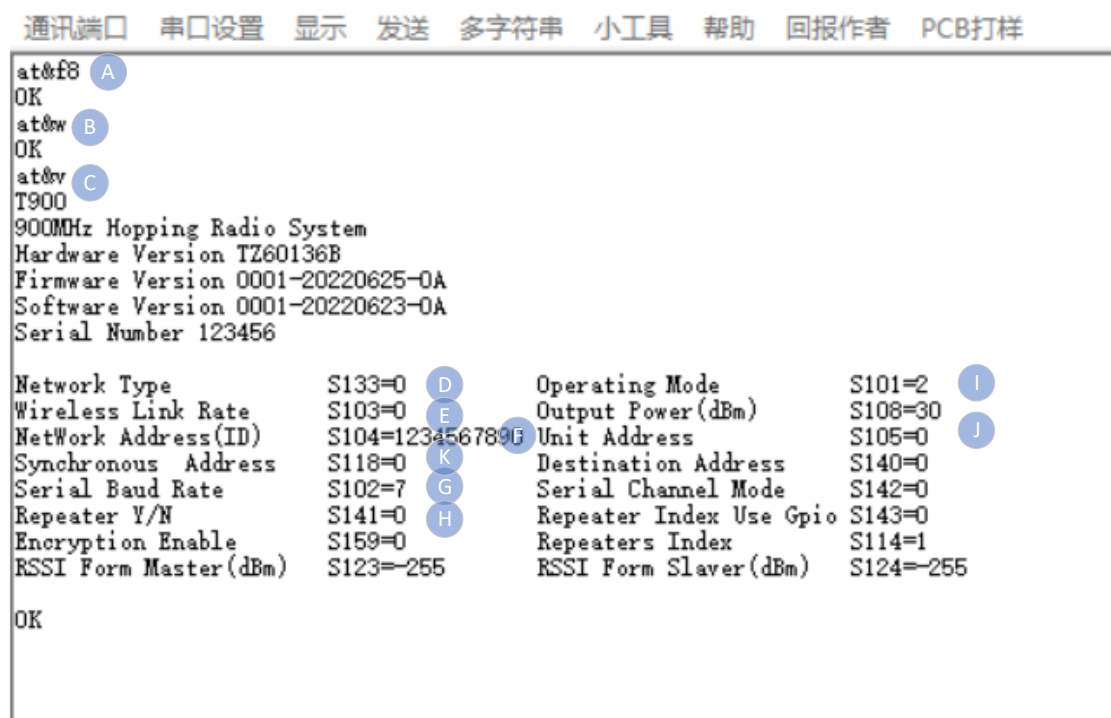 通讯端口 串口设置 显示 发送 多字符串 小工具 帮助 回报作者 PCB打样
at&f8 A
OK
at&w B
OK
at&v C
T900
900MHz Hopping Radio System
Hardware Version TZ60136B
Firmware Version 0001-20220625-0A
Software Version 0001-20220623-0A
Serial Number 123456
Network Type S133=0 D Operating Mode S101=2 I
Wireless Link Rate S103=0 E Output Power(dBm) S108=30
NetWork Address(ID) S104=1234567890 F Unit Address S105=0 J
Synchronous Address S118=0 K Destination Address S140=0
Serial Baud Rate S102=7 G Serial Channel Mode S142=0
Repeater Y/N S141=0 H Repeater Index Use Gpio S143=0
Encryption Enable S159=0 Repeaters Index S114=1
RSSI Form Master(dBm) S123=-255 RSSI Form Slaver(dBm) S124=-255
OK